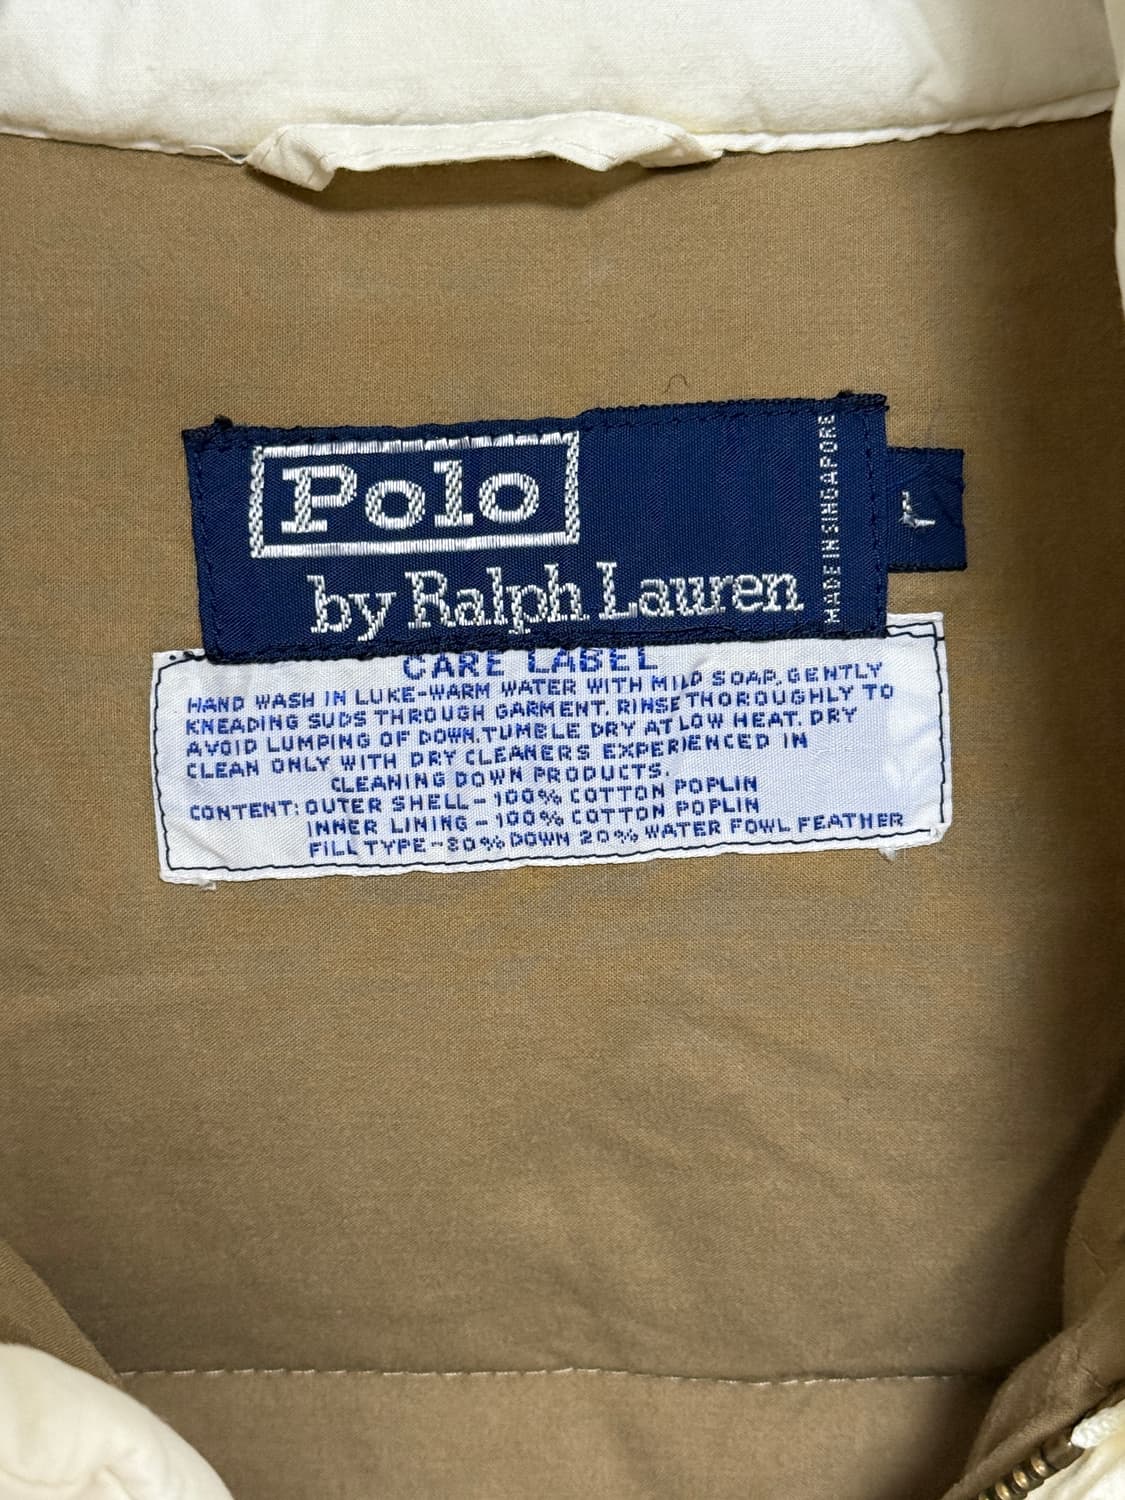 Polo
by Ralph Lauren
MADE IN SINGAPORE
L
CARE LABEL
HAND WASH IN LUKE-WARM WATER WITH MILD SOAP, GENTLY
KNEADING SUDS THROUGH GARMENT. RINSE THOROUGHLY TO
AVOID LUMPING OF DOWN. TUMBLE DRY AT LOW HEAT. DRY
CLEAN ONLY WITH DRY CLEANERS EXPERIENCED IN
CLEANING DOWN PRODUCTS.
CONTENT: OUTER SHELL - 100% COTTON POPLIN
INNER LINING - 100% COTTON POPLIN
FILL TYPE - 80% DOWN 20% WATER FOWL FEATHER